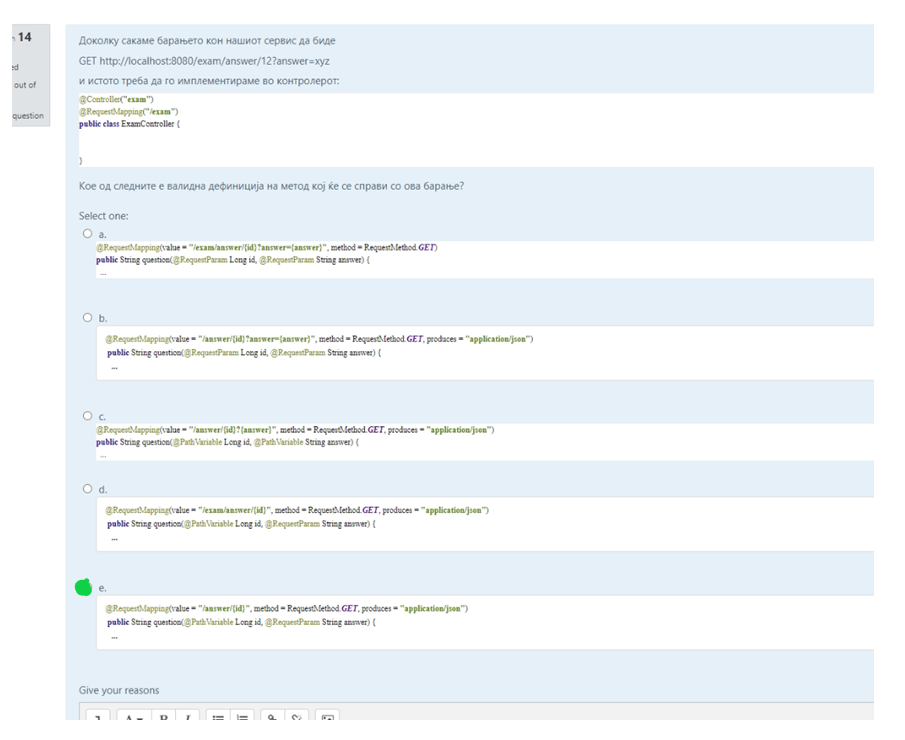 14
ed
out of
question
Доколку сакаме барањето кон нашиот сервис да биде
GET http://localhost:8080/exam/answer/12?answer=xyz
и истото треба да го имплементираме во контролерот:
@Controller("exam")
@RequestMapping("/exam")
public class ExamController {
}
Кое од следните е валидна дефиниција на метод кој ќе се справи со ова барање?
Select one:
a.
@RequestMapping(value = "/exam/answer/{id}?answer={answer}", method = RequestMethod.GET)
public String question(@RequestParam Long id, @RequestParam String answer) {
...
b.
@RequestMapping(value = "/answer/{id}?answer={answer}", method = RequestMethod.GET, produces = "application/json")
public String question(@RequestParam Long id, @RequestParam String answer) {
...
c.
@RequestMapping(value = "/answer/{id}?{answer}", method = RequestMethod.GET, produces = "application/json")
public String question(@PathVariable Long id, @PathVariable String answer) {
...
d.
@RequestMapping(value = "/exam/answer/{id}", method = RequestMethod.GET, produces = "application/json")
public String question(@PathVariable Long id, @RequestParam String answer) {
...
e.
@RequestMapping(value = "/answer/{id}", method = RequestMethod.GET, produces = "application/json")
public String question(@PathVariable Long id, @RequestParam String answer) {
...
Give your reasons
A B I